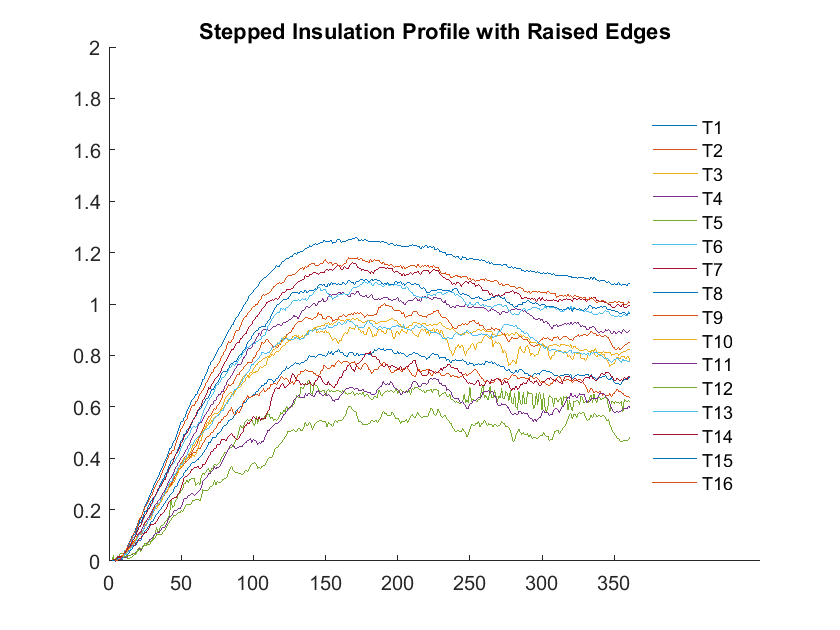 Stepped Insulation Profile with Raised Edges
2
1.8
1.6
1.4
1.2
1
0.8
0.6
0.4
0.2
0
0 50 100 150 200 250 300 350
T1
T2
T3
T4
T5
T6
T7
T8
T9
T10
T11
T12
T13
T14
T15
T16